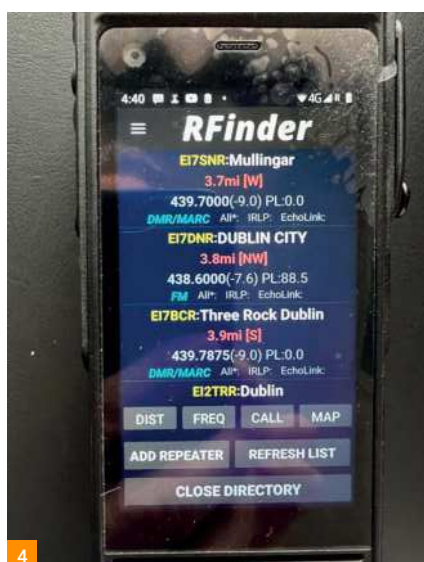 4:40 4G R
RFinder
EI7SNR:Mullingar
3.7mi [W]
439.7000(-9.0) PL:0.0
DMR/MARC All*: IRLP: EchoLink:
EI7DNR:DUBLIN CITY
3.8mi [NW]
438.6000(-7.6) PL:88.5
FM All*: IRLP: EchoLink:
EI7BCR:Three Rock Dublin
3.9mi [S]
439.7875(-9.0) PL:0.0
DMR/MARC All*: IRLP: EchoLink:
EI2TRR:Dublin
DIST FREQ CALL MAP
ADD REPEATER REFRESH LIST
CLOSE DIRECTORY
4